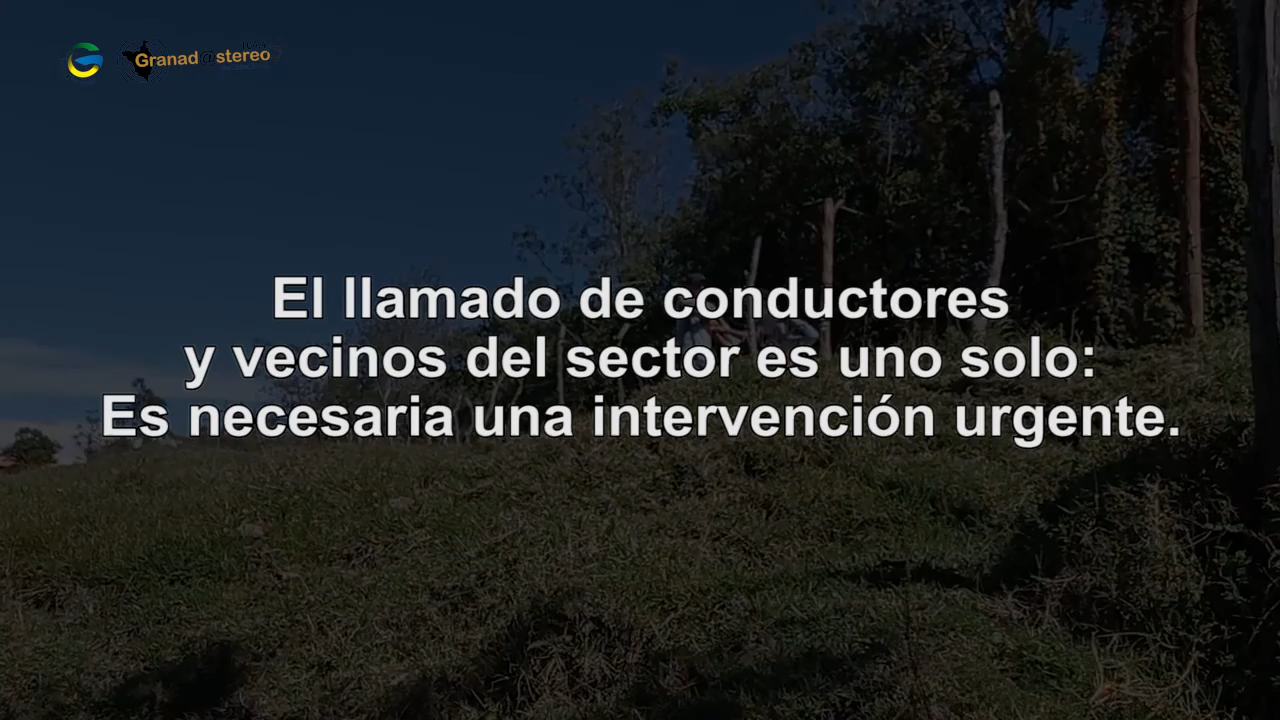 Granad@stereo
El llamado de conductores
y vecinos del sector es uno solo:
Es necesaria una intervención urgente.